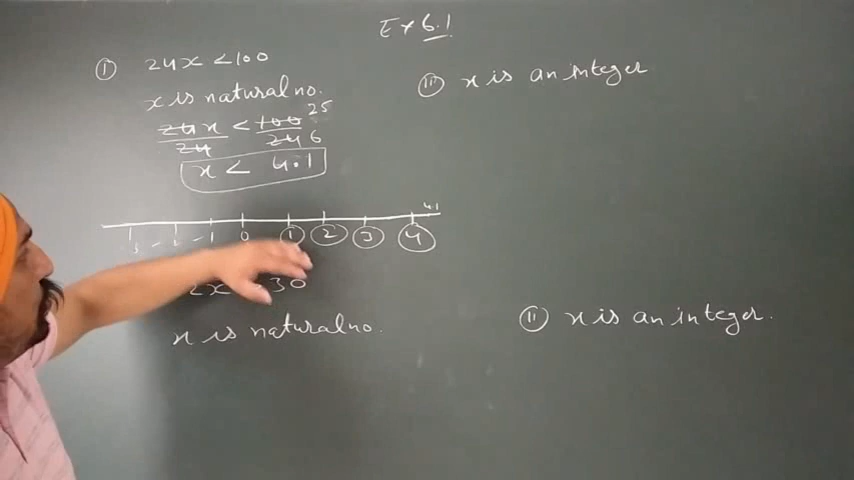 Ex 6.1
① 24x < 100
x is natural no.
24x/24 < 100/24 25 6
x < 4.1
-3 -2 -1 0 ① ② ③ ④ 4.1
2x 30
x is natural no.
ⅱ x is an integer
ⅱ x is an integer.